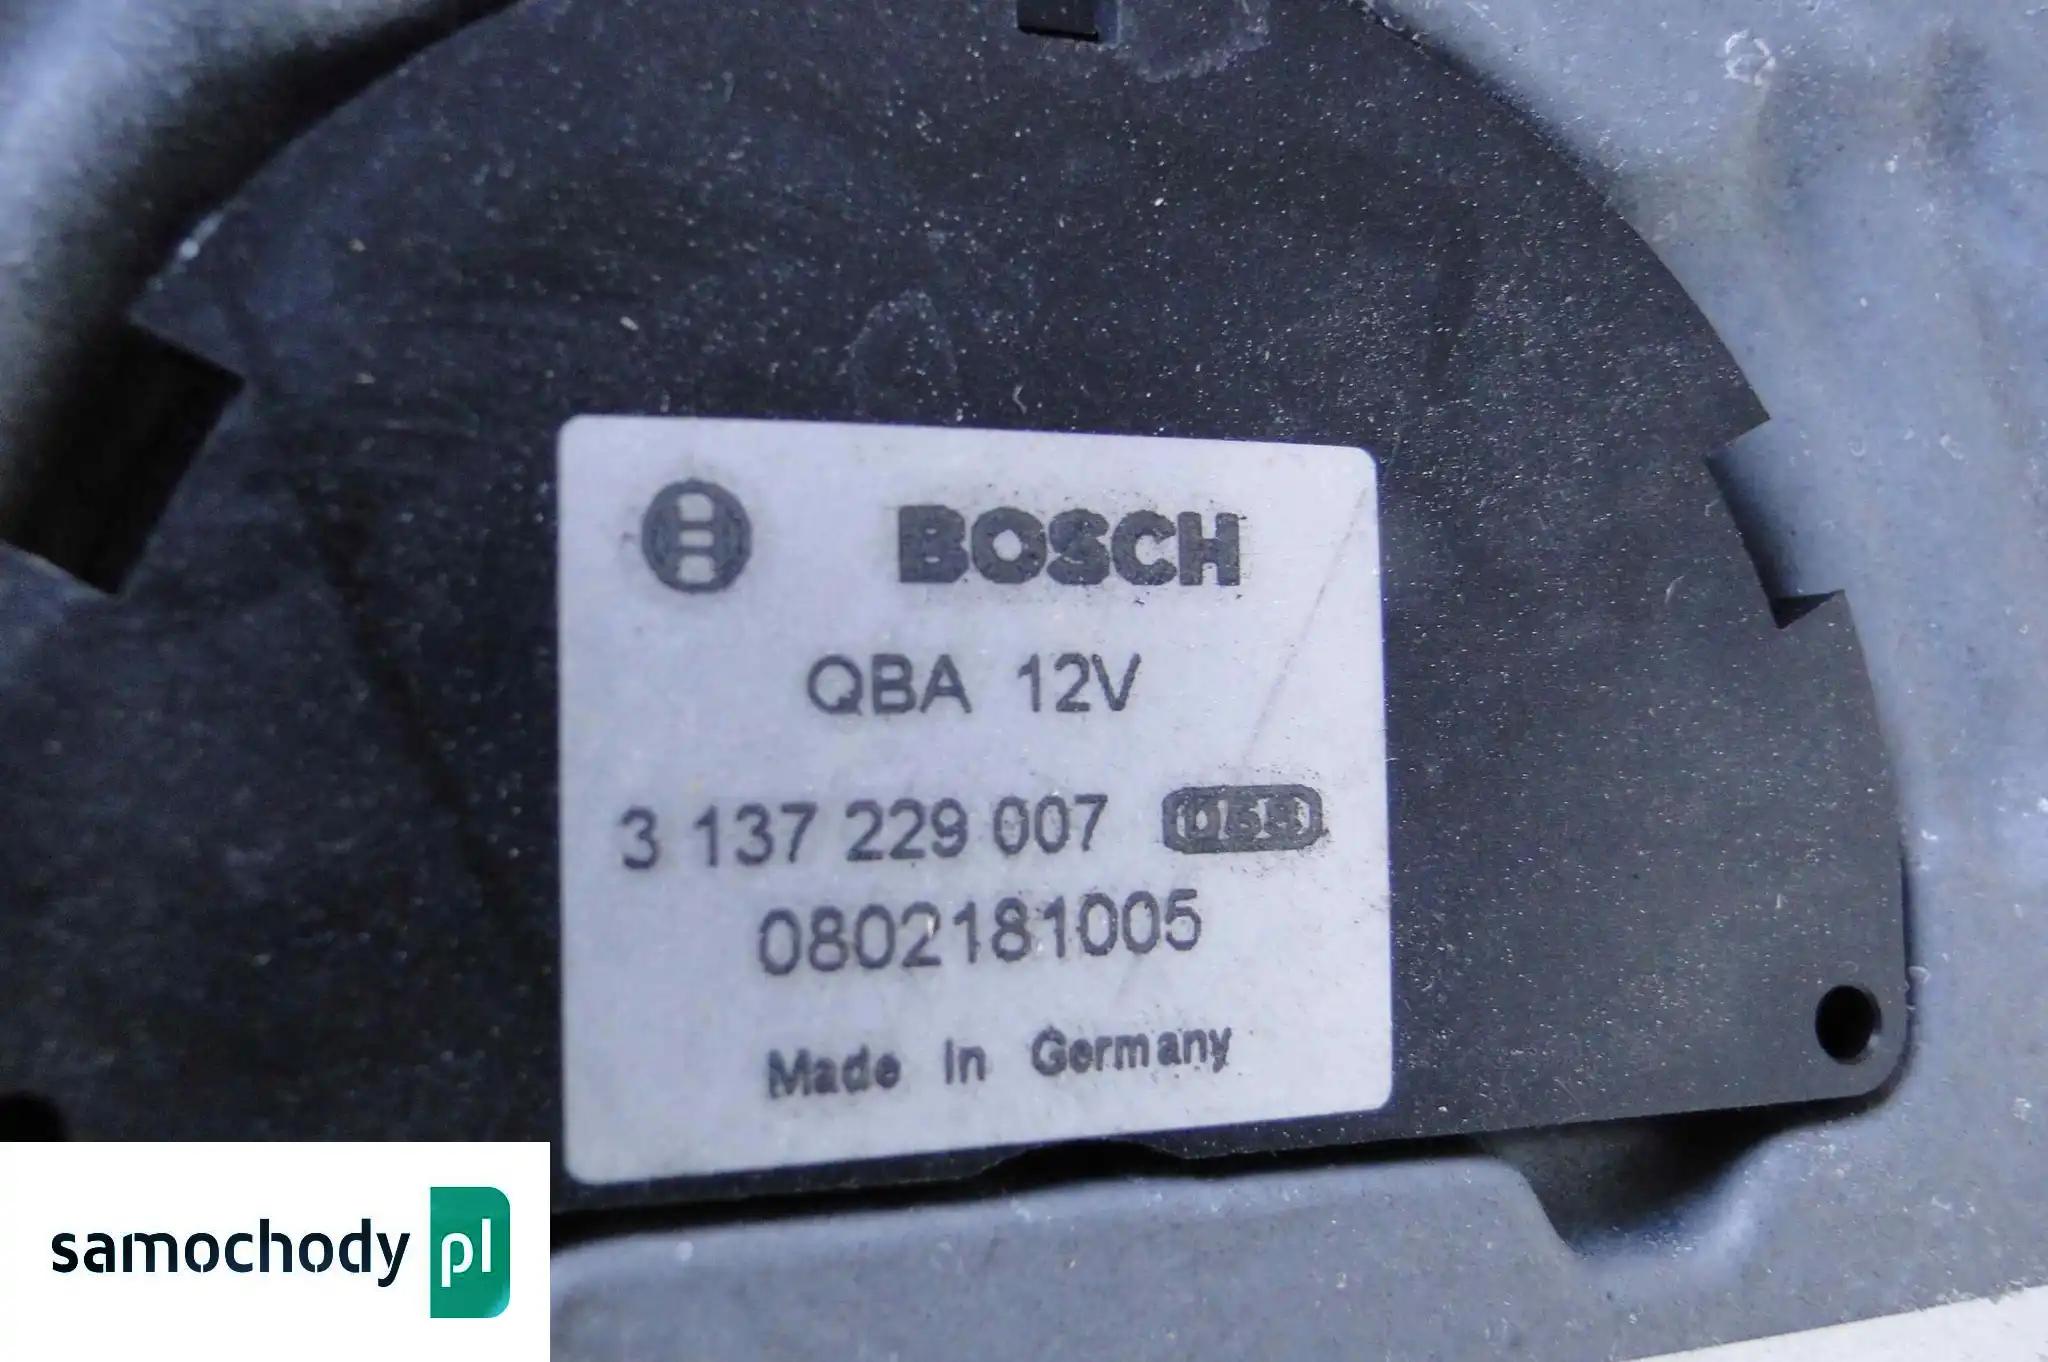 BOSCH
QBA 12V
3 137 229 007
0802181005
Made in Germany
samochody pl